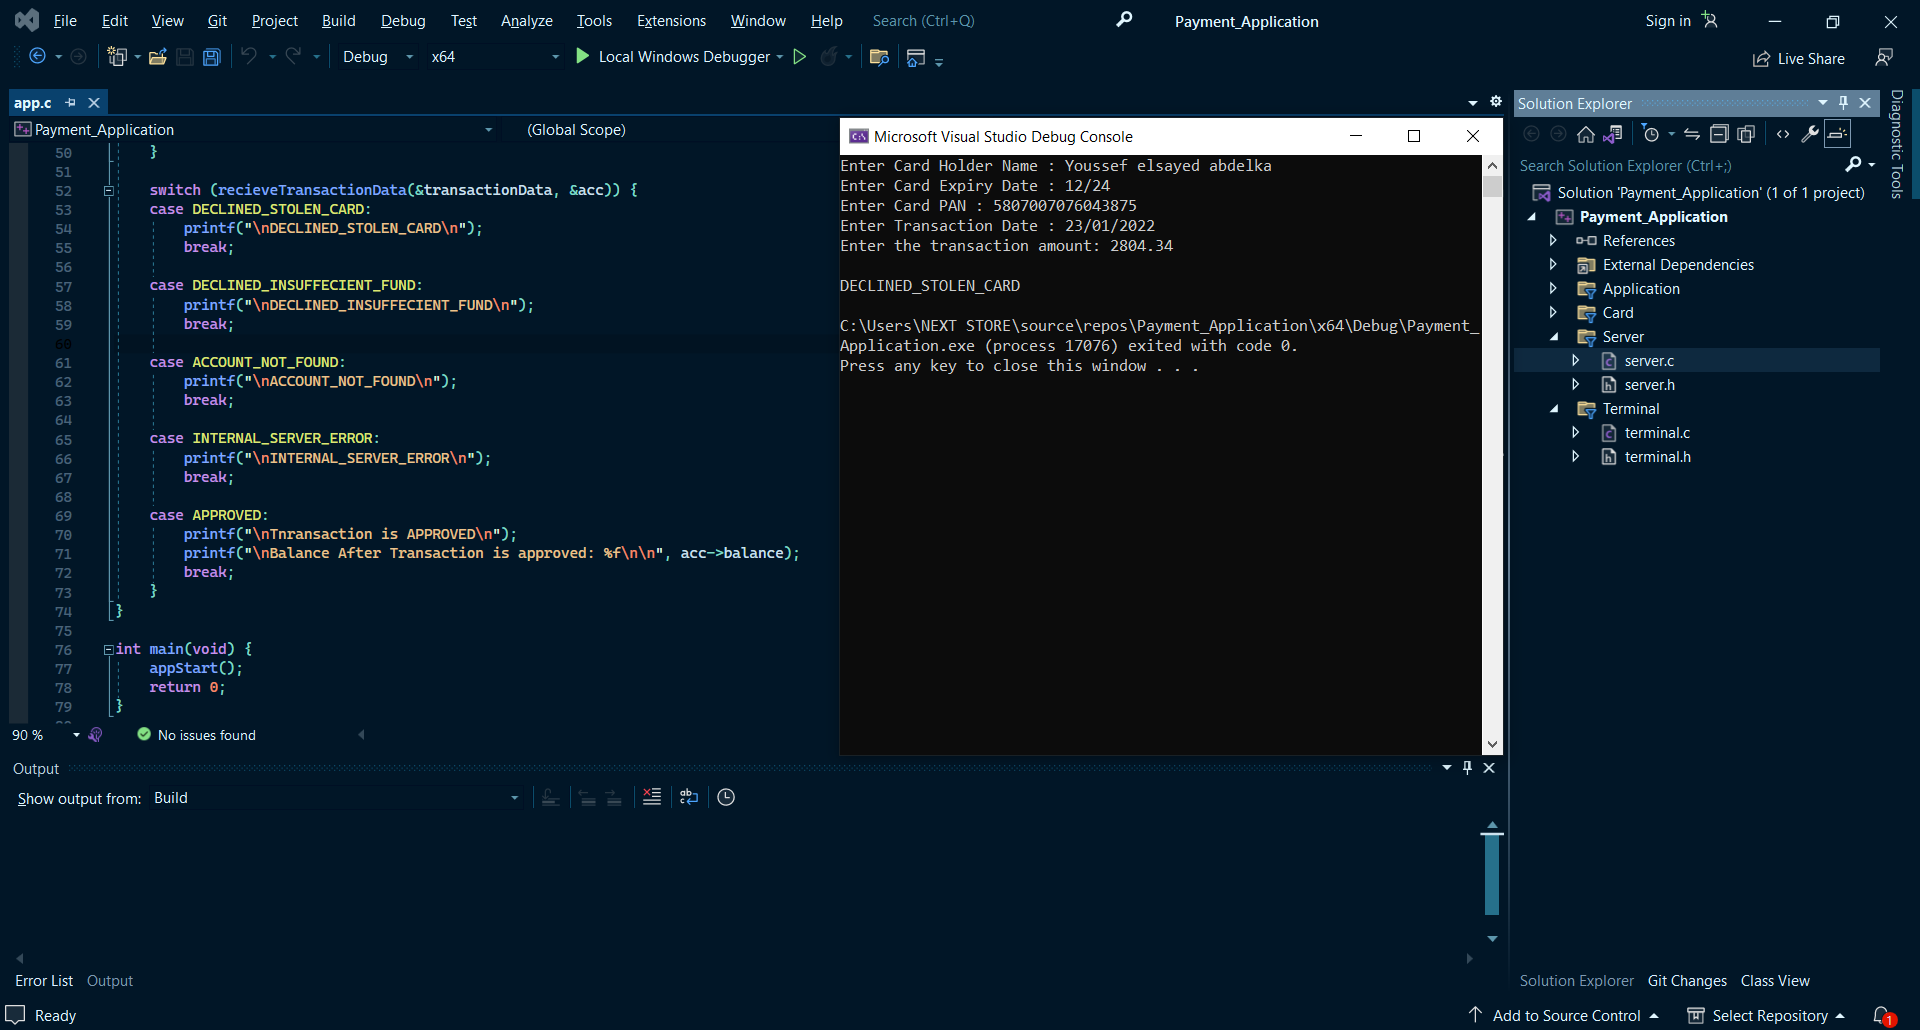 File Edit View Git Project Build Debug Test Analyze Tools Extensions Window Help Search (Ctrl+Q) Payment_Application Sign in
Debug x64 Local Windows Debugger Live Share
app.c
Payment_Application (Global Scope)
50 }
51
52 switch (recieveTransactionData(&transactionData, &acc)) {
53 case DECLINED_STOLEN_CARD:
54 printf("\nDECLINED_STOLEN_CARD\n");
55 break;
56
57 case DECLINED_INSUFFECIENT_FUND:
58 printf("\nDECLINED_INSUFFECIENT_FUND\n");
59 break;
60
61 case ACCOUNT_NOT_FOUND:
62 printf("\nACCOUNT_NOT_FOUND\n");
63 break;
64
65 case INTERNAL_SERVER_ERROR:
66 printf("\nINTERNAL_SERVER_ERROR\n");
67 break;
68
69 case APPROVED:
70 printf("\nTnransaction is APPROVED\n");
71 printf("\nBalance After Transaction is approved: %f\n\n", acc->balance);
72 break;
73 }
74 }
75
76 int main(void) {
77 appStart();
78 return 0;
79 }
90 % No issues found
Microsoft Visual Studio Debug Console
Enter Card Holder Name : Youssef elsayed abdelka
Enter Card Expiry Date : 12/24
Enter Card PAN : 5807007076043875
Enter Transaction Date : 23/01/2022
Enter the transaction amount: 2804.34
DECLINED_STOLEN_CARD
C:\Users\NEXT STORE\source\repos\Payment_Application\x64\Debug\Payment_
Application.exe (process 17076) exited with code 0.
Press any key to close this window . . .
Solution Explorer
Search Solution Explorer (Ctrl+;)
Solution 'Payment_Application' (1 of 1 project)
Payment_Application
References
External Dependencies
Application
Card
Server
server.c
server.h
Terminal
terminal.c
terminal.h
Diagnostic Tools
Output
Show output from: Build
Error List Output
Solution Explorer Git Changes Class View
Ready Add to Source Control Select Repository 1